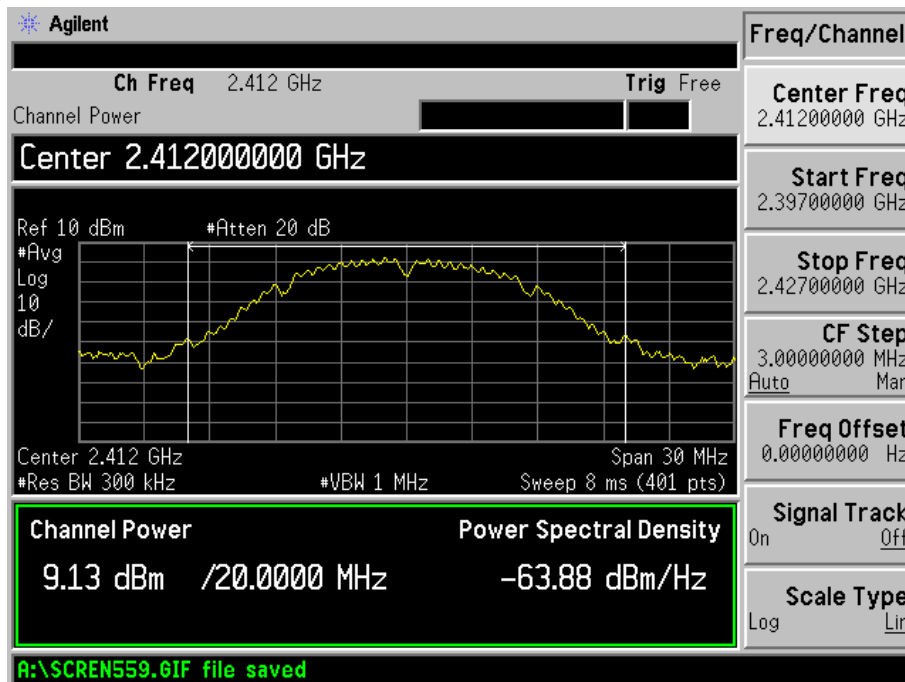 Agilent
Freq/Channel
Ch Freq 2.412 GHz Trig Free
Channel Power
Center 2.412000000 GHz
Ref 10 dBm #Atten 20 dB
#Avg
Log
10
dB/
Center 2.412 GHz Span 30 MHz
#Res BW 300 kHz #VBW 1 MHz Sweep 8 ms (401 pts)
Channel Power Power Spectral Density
9.13 dBm /20.0000 MHz -63.88 dBm/Hz
A:\SCREN559.GIF file saved
Center Freq
2.41200000 GHz
Start Freq
2.39700000 GHz
Stop Freq
2.42700000 GHz
CF Step
3.00000000 MHz
Auto Man
Freq Offset
0.00000000 Hz
Signal Track
On Off
Scale Type
Log Lin